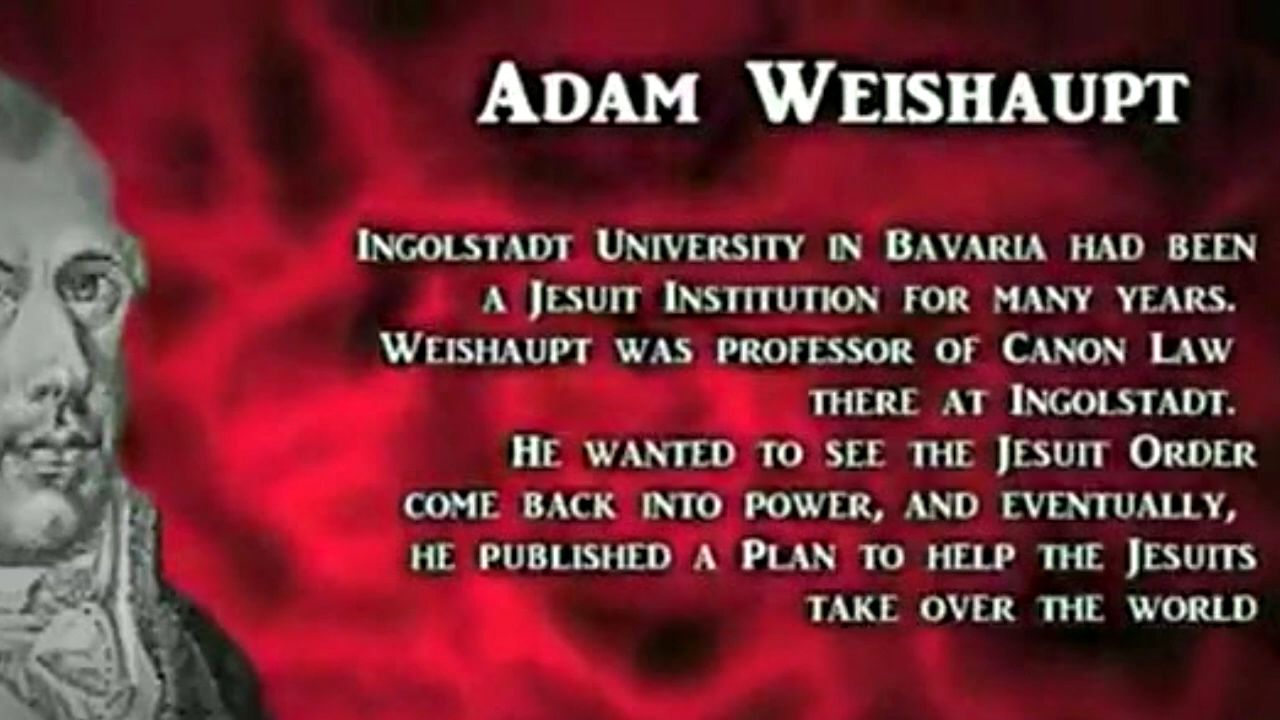 Adam Weishaupt
Ingolstadt University in Bavaria had been
a Jesuit Institution for many years.
Weishaupt was professor of Canon Law
there at Ingolstadt.
He wanted to see the Jesuit Order
come back into power, and eventually,
he published a Plan to help the Jesuits
take over the world